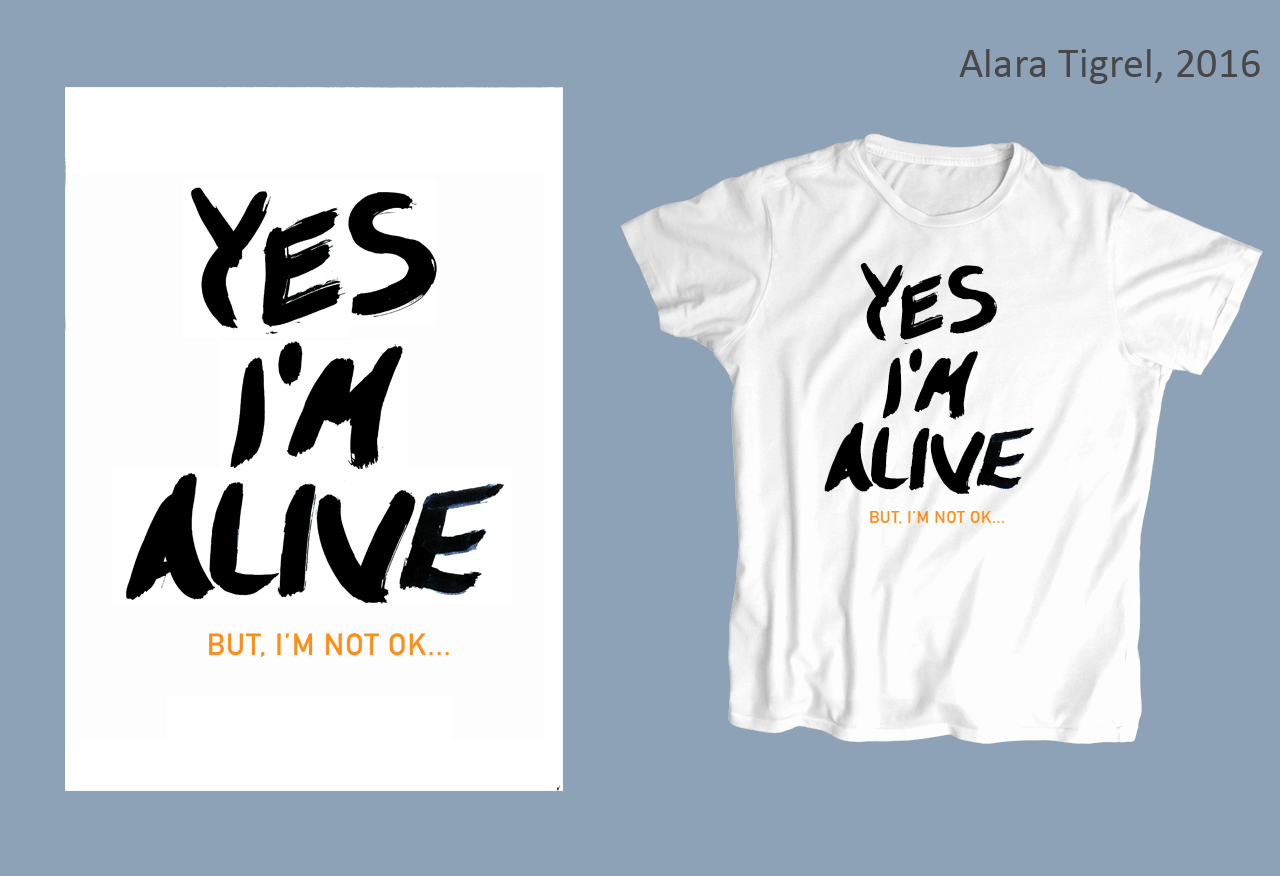 Alara Tigrel, 2016
YES
I'M
ALIVE
BUT, I'M NOT OK...
YES
I'M
ALIVE
BUT, I'M NOT OK...